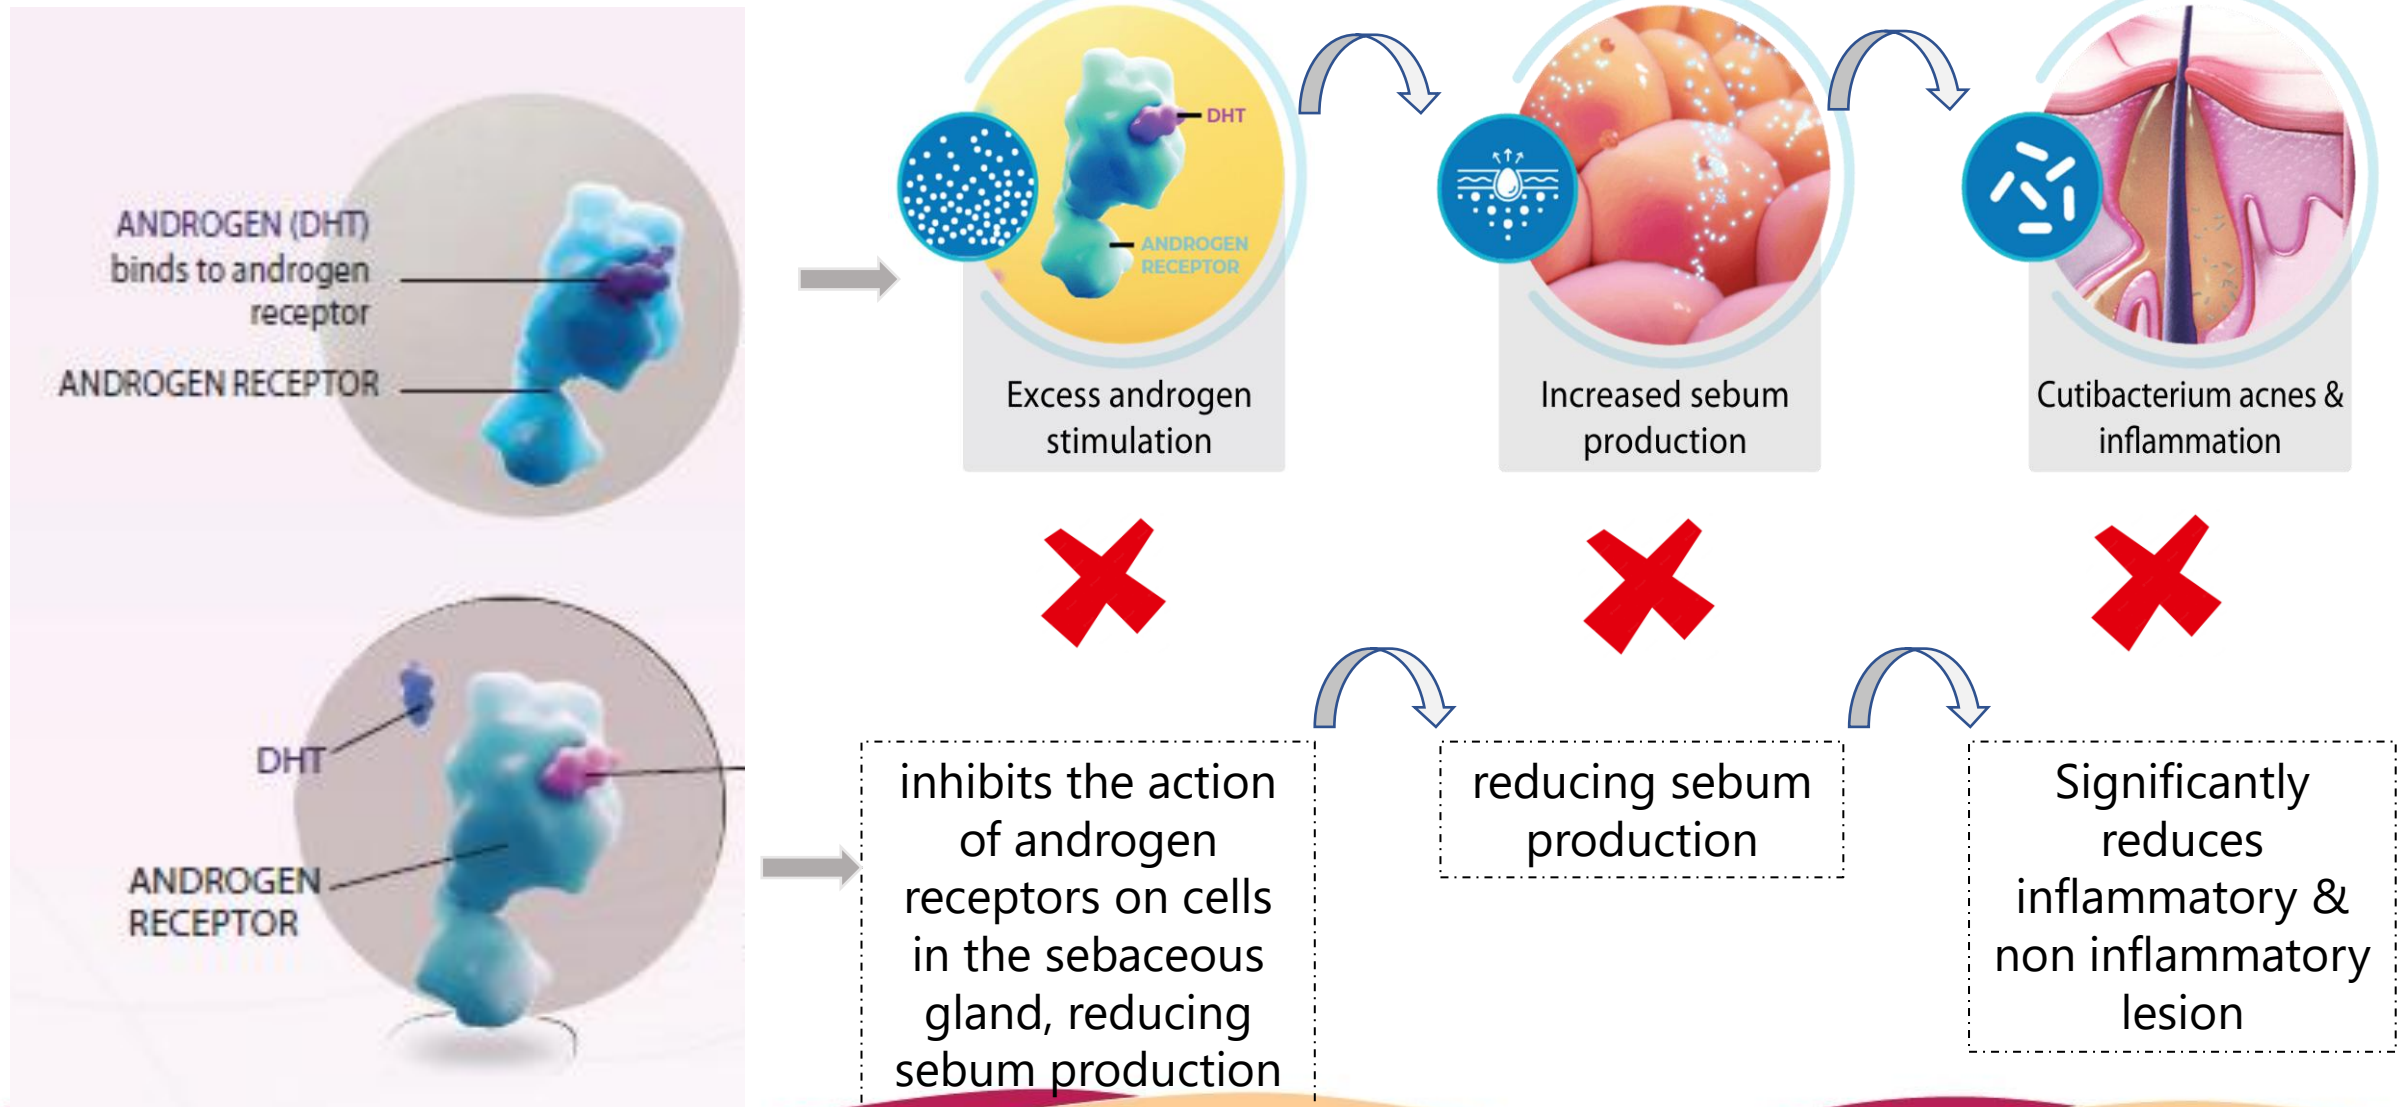 ANDROGEN (DHT)
binds to androgen
receptor
ANDROGEN RECEPTOR
DHT
ANDROGEN
RECEPTOR
Excess androgen
stimulation
Increased sebum
production
Cutibacterium acnes &
inflammation
DHT
ANDROGEN
RECEPTOR
inhibits the action
of androgen
receptors on cells
in the sebaceous
gland, reducing
sebum production
reducing sebum
production
Significantly
reduces
inflammatory &
non inflammatory
lesion